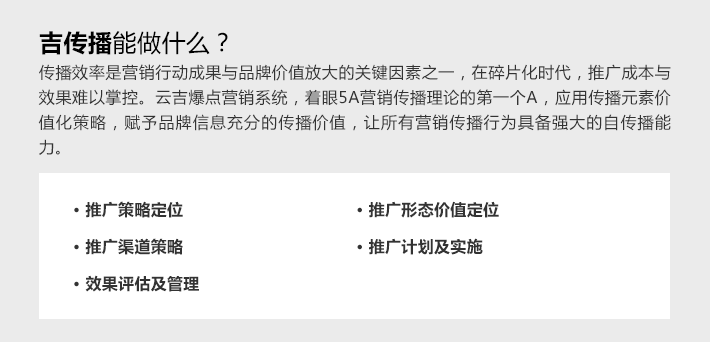 吉传播能做什么？
传播效率是营销行动成果与品牌价值放大的关键因素之一，在碎片化时代，推广成本与
效果难以掌控。云吉爆点营销系统，着眼5A营销传播理论的第一个A，应用传播元素价
值化策略，赋予品牌信息充分的传播价值，让所有营销传播行为具备强大的自传播能
力。
• 推广策略定位
• 推广形态价值定位
• 推广渠道策略
• 推广计划及实施
• 效果评估及管理